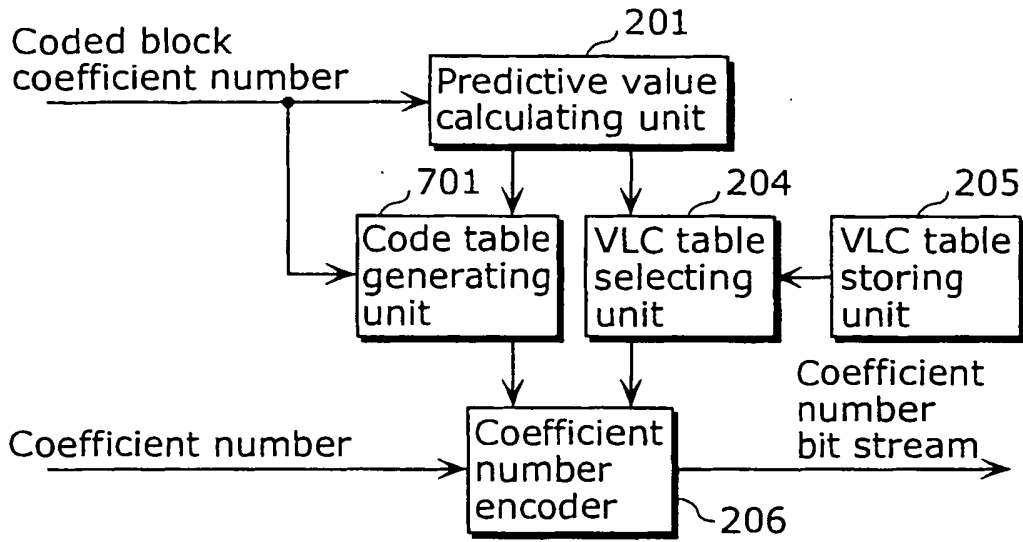 201
Coded block
coefficient number
Predictive value
calculating unit
701
204
205
Code table
generating
unit
VLC table
selecting
unit
VLC table
storing
unit
Coefficient
number
bit stream
Coefficient number
Coefficient
number
encoder
206